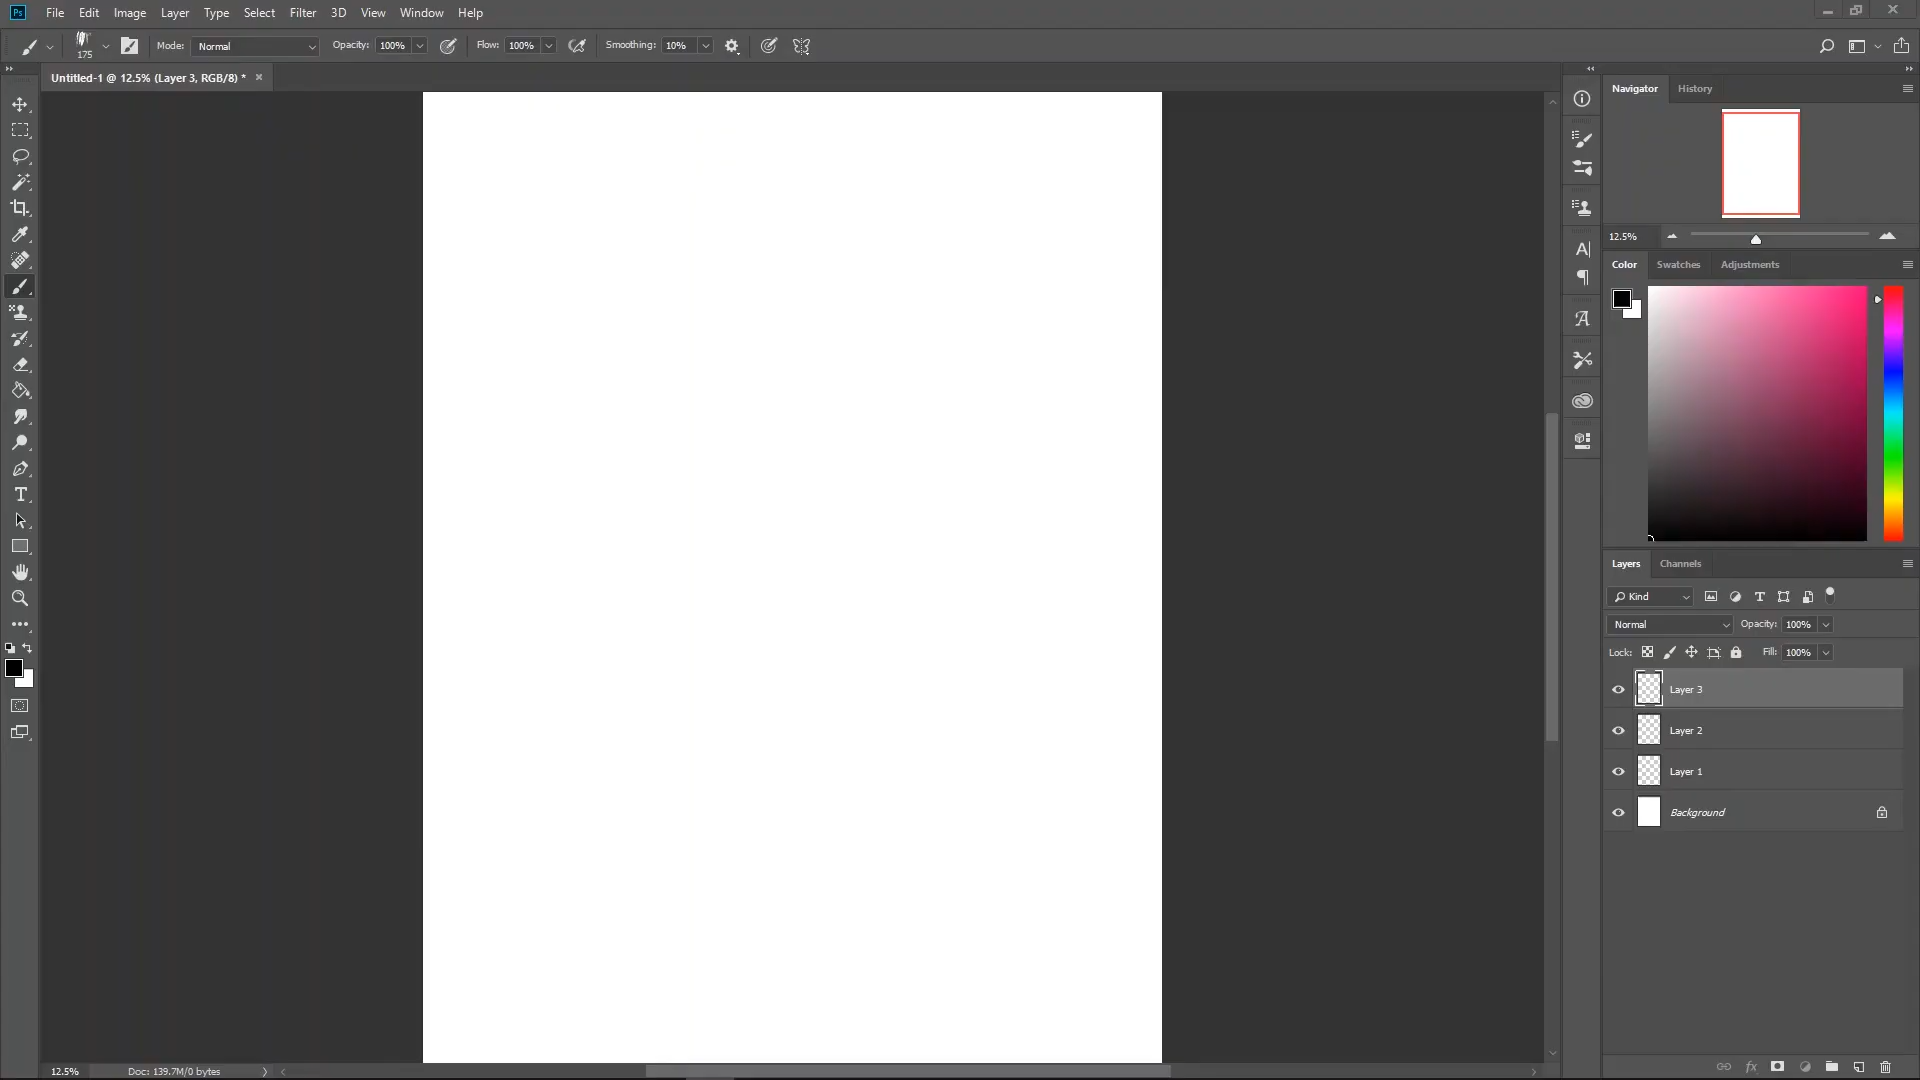 Ps File Edit Image Layer Type Select Filter 3D View Window Help
175 Mode: Normal Opacity: 100% Flow: 100% Smoothing: 10%
Untitled-1 @ 12.5% (Layer 3, RGB/8) *
Navigator History
12.5%
Color Swatches Adjustments
Layers Channels
Kind
Normal Opacity: 100%
Lock: Fill: 100%
Layer 3
Layer 2
Layer 1
Background
fx
12.5% Doc: 139.7M/0 bytes